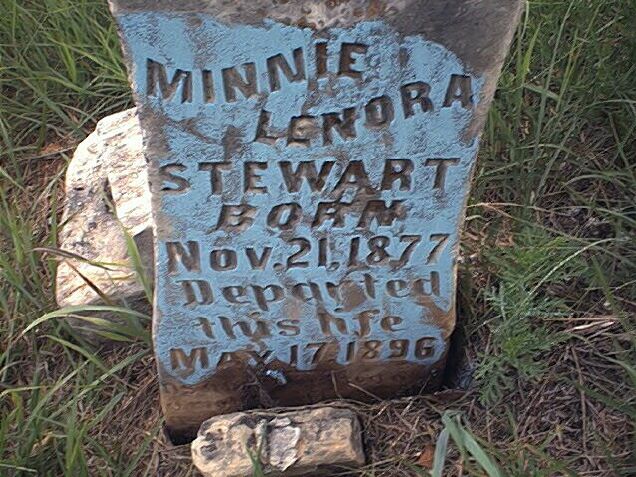 MINNIE
LENORA
STEWART
BORN
Nov. 21, 1877
Departed
this life
MAY 17 1896